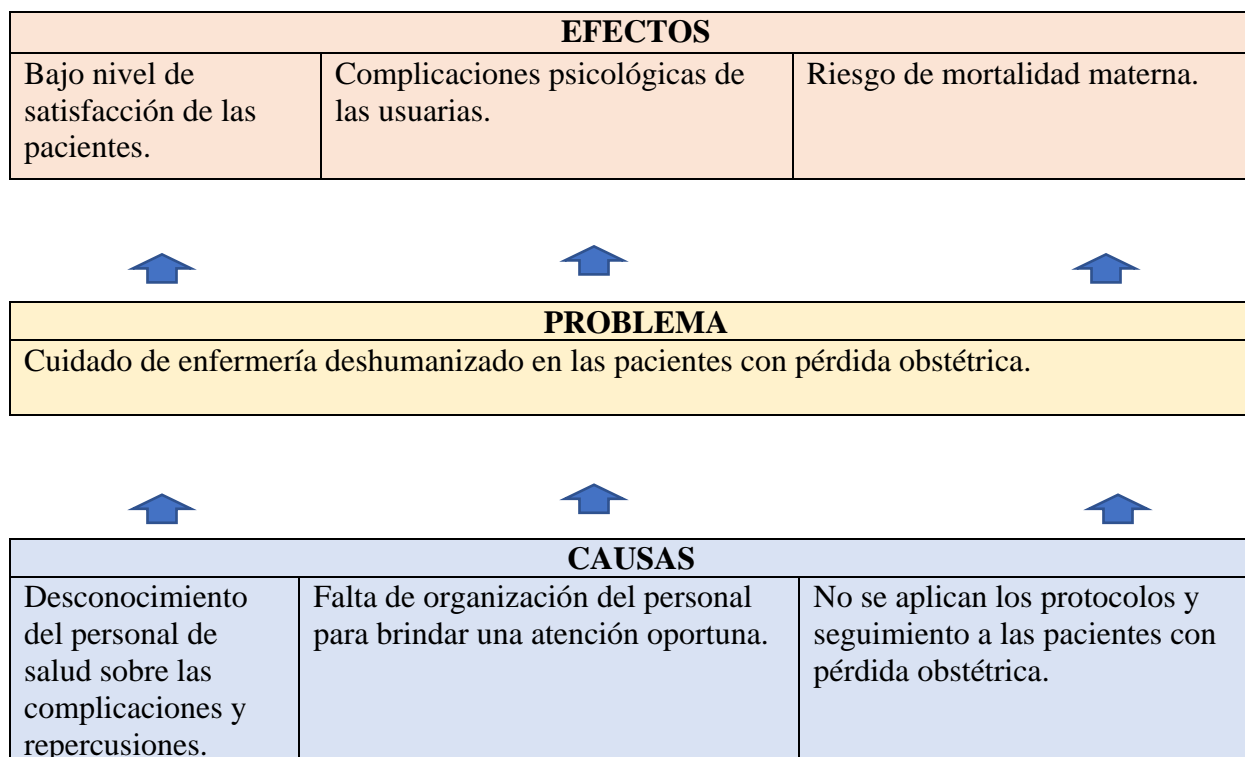 EFECTOS
Bajo nivel de
satisfacción de las
pacientes.
Complicaciones psicológicas de
las usuarias.
Riesgo de mortalidad materna.
PROBLEMA
Cuidado de enfermería deshumanizado en las pacientes con pérdida obstétrica.
CAUSAS
Desconocimiento
del personal de
salud sobre las
complicaciones y
repercusiones.
Falta de organización del personal
para brindar una atención oportuna.
No se aplican los protocolos y
seguimiento a las pacientes con
pérdida obstétrica.